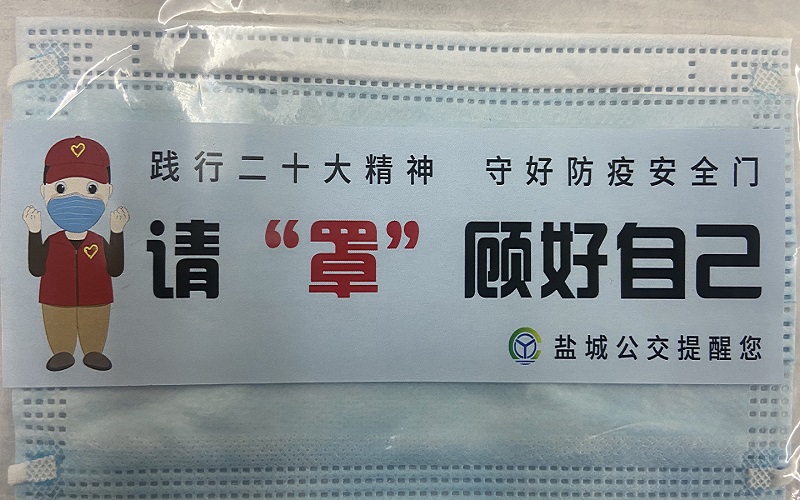 践行二十大精神 守好防疫安全门
请“罩”顾好自己
盐城公交提醒您